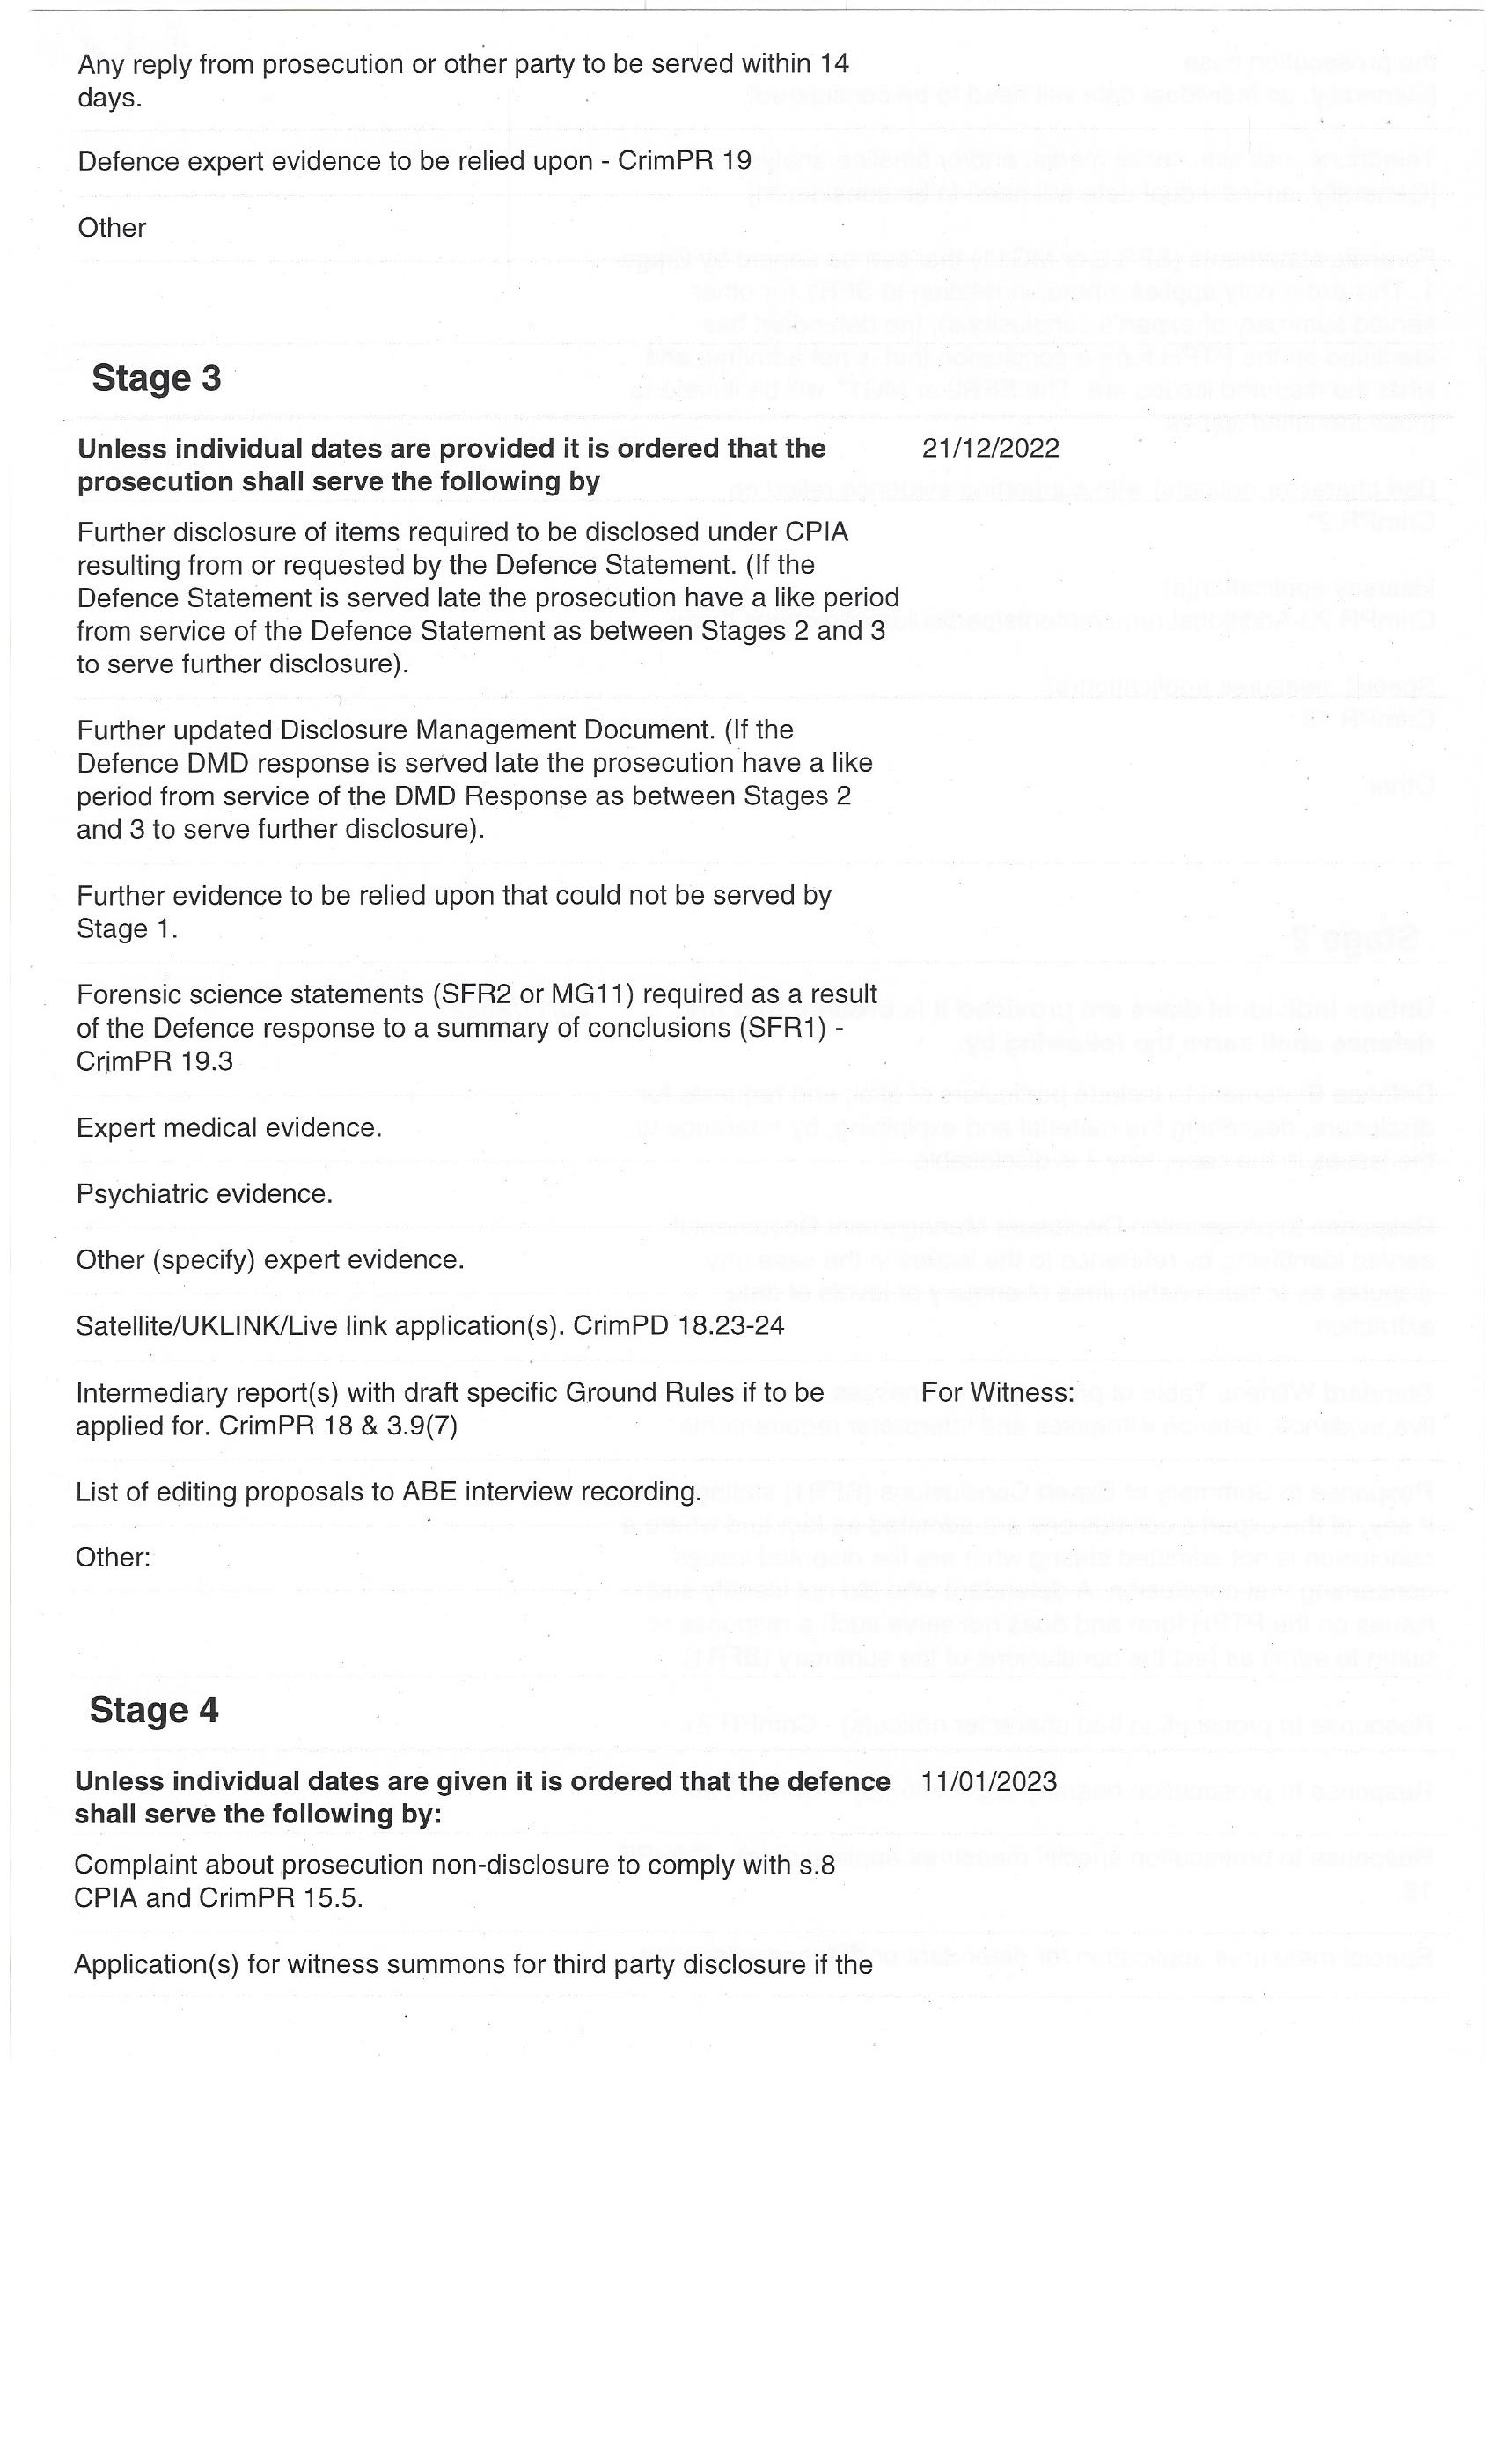 Any reply from prosecution or other party to be served within 14
days.
Defence expert evidence to be relied upon - CrimPR 19
Other
Stage 3
Unless individual dates are provided it is ordered that the 21/12/2022
prosecution shall serve the following by
Further disclosure of items required to be disclosed under CPIA
resulting from or requested by the Defence Statement. (If the
Defence Statement is served late the prosecution have a like period
from service of the Defence Statement as between Stages 2 and 3
to serve further disclosure).
Further updated Disclosure Management Document. (If the
Defence DMD response is served late the prosecution have a like
period from service of the DMD Response as between Stages 2
and 3 to serve further disclosure).
Further evidence to be relied upon that could not be served by
Stage 1.
Forensic science statements (SFR2 or MG11) required as a result
of the Defence response to a summary of conclusions (SFR1) -
CrimPR 19.3
Expert medical evidence.
Psychiatric evidence.
Other (specify) expert evidence.
Satellite/UKLINK/Live link application(s). CrimPD 18.23-24
Intermediary report(s) with draft specific Ground Rules if to be For Witness:
applied for. CrimPR 18 & 3.9(7)
List of editing proposals to ABE interview recording.
Other:
Stage 4
Unless individual dates are given it is ordered that the defence 11/01/2023
shall serve the following by:
Complaint about prosecution non-disclosure to comply with s.8
CPIA and CrimPR 15.5.
Application(s) for witness summons for third party disclosure if the